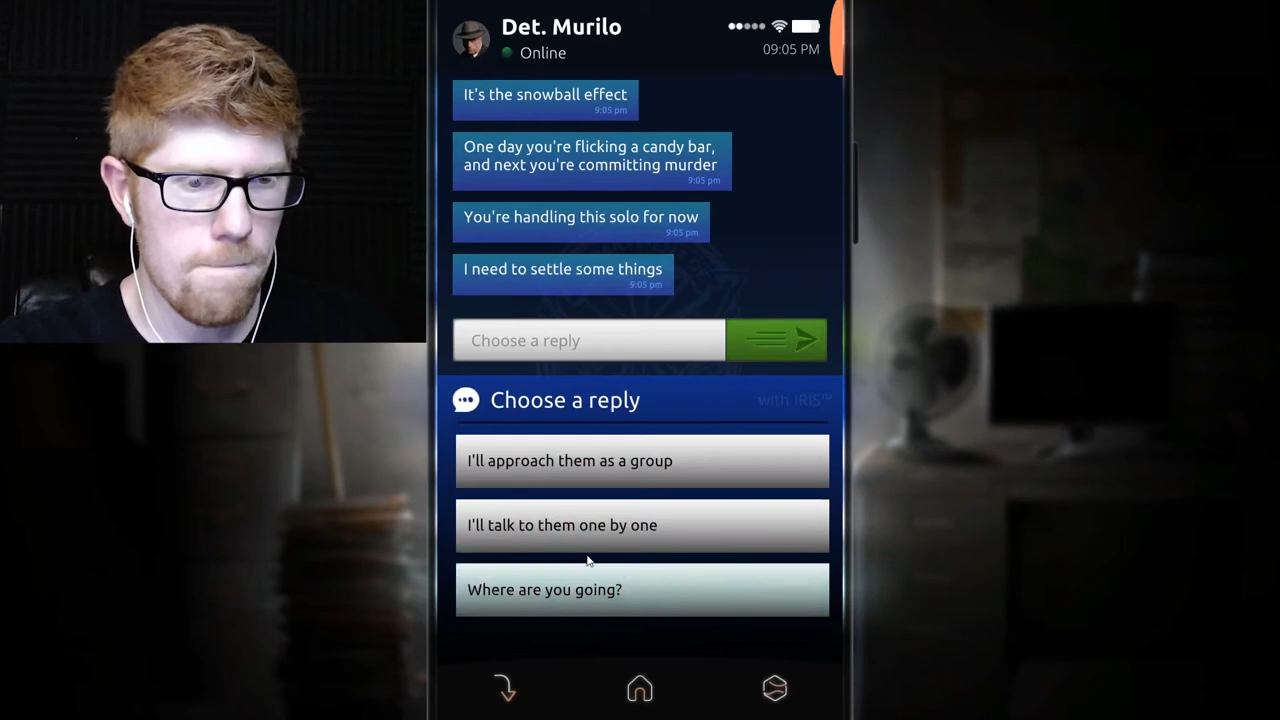 Det. Murilo
Online
09:05 PM
It's the snowball effect
9:05 pm
One day you're flicking a candy bar,
and next you're committing murder
9:05 pm
You're handling this solo for now
9:05 pm
I need to settle some things
9:05 pm
Choose a reply
Choose a reply
with IRIS™
I'll approach them as a group
I'll talk to them one by one
Where are you going?